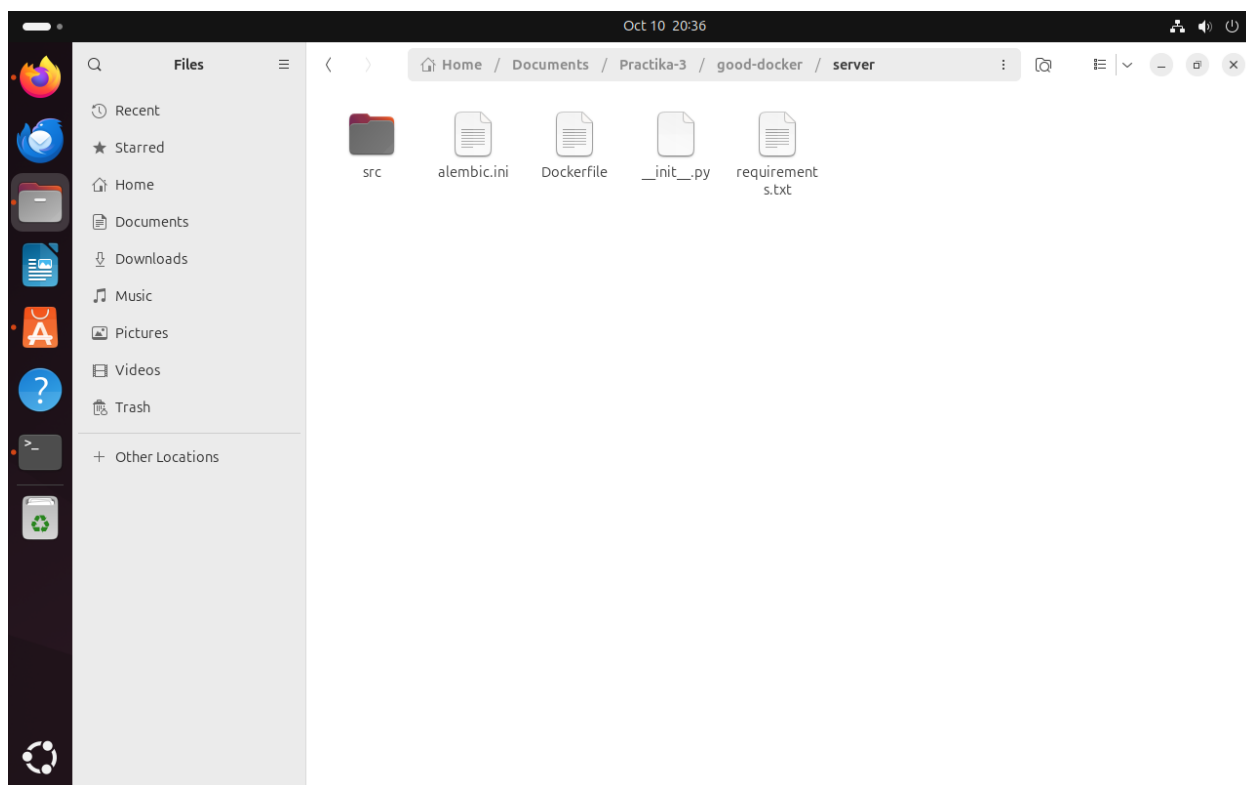 Oct 10 20:36
Files
Home / Documents / Practika-3 / good-docker / server
Recent
Starred
Home
Documents
Downloads
Music
Pictures
Videos
Trash
+ Other Locations
src
alembic.ini
Dockerfile
__init__.py
requirement
s.txt